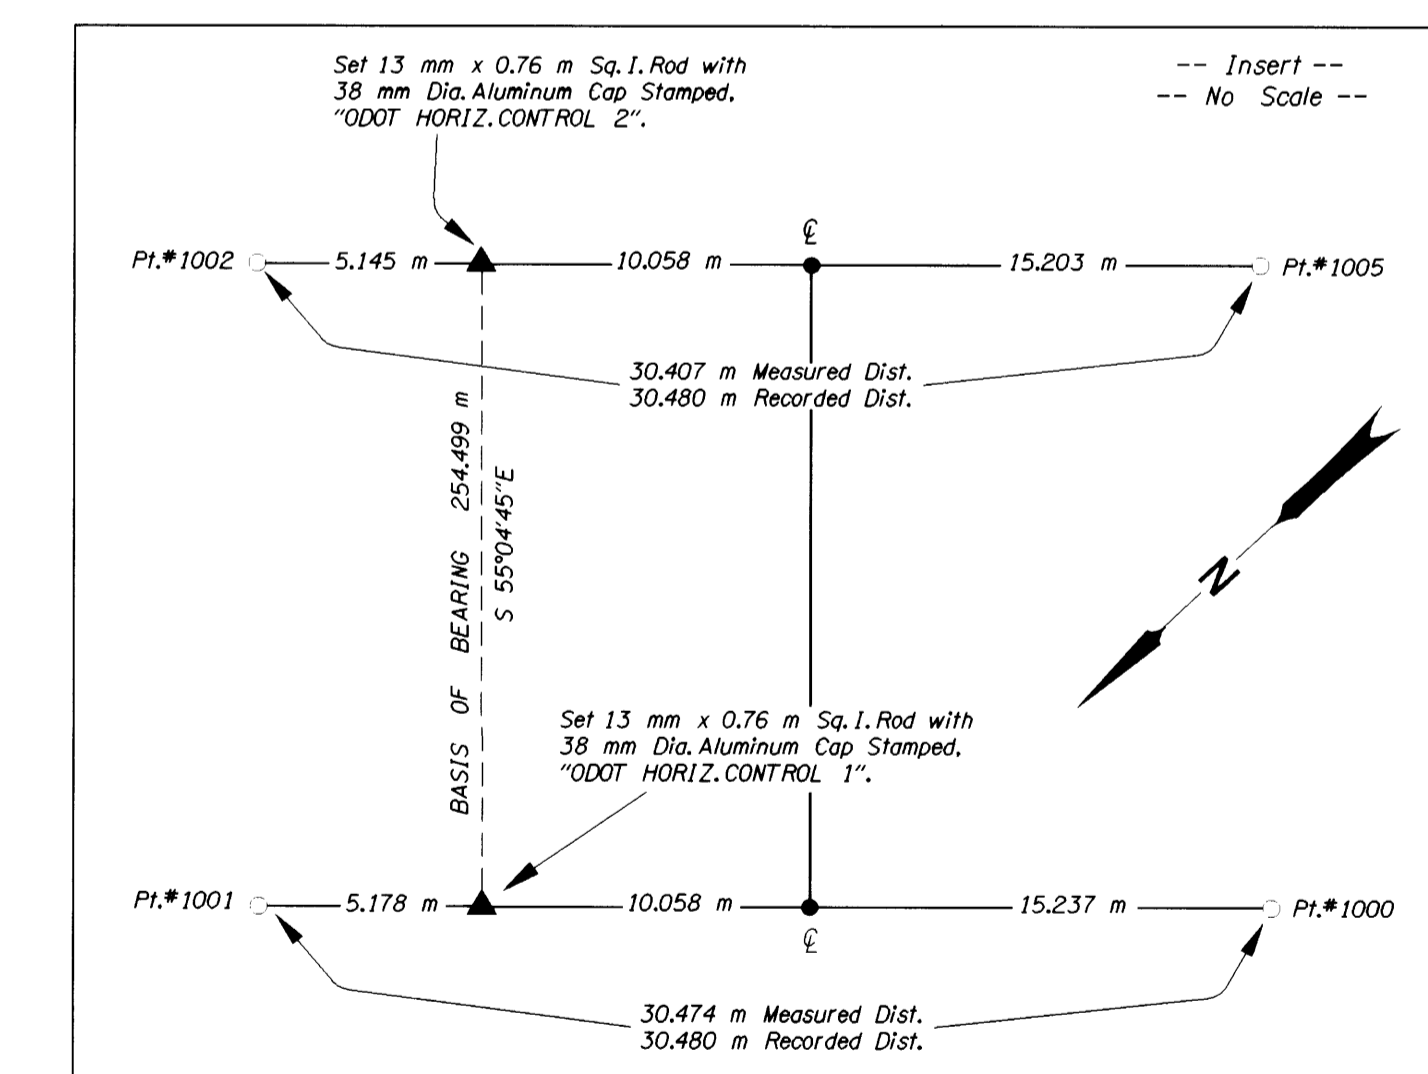 Set 13 mm x 0.76 m Sq. I. Rod with
38 mm Dia. Aluminum Cap Stamped,
"ODOT HORIZ. CONTROL 2".
-- Insert --
-- No Scale --
℄
Pt.#1002
5.145 m
10.058 m
15.203 m
Pt.#1005
30.407 m Measured Dist.
30.480 m Recorded Dist.
BASIS OF BEARING 254.499 m
S 55°04'45"E
N
Set 13 mm x 0.76 m Sq. I. Rod with
38 mm Dia. Aluminum Cap Stamped,
"ODOT HORIZ. CONTROL 1".
Pt.#1001
5.178 m
10.058 m
15.237 m
Pt.#1000
℄
30.474 m Measured Dist.
30.480 m Recorded Dist.